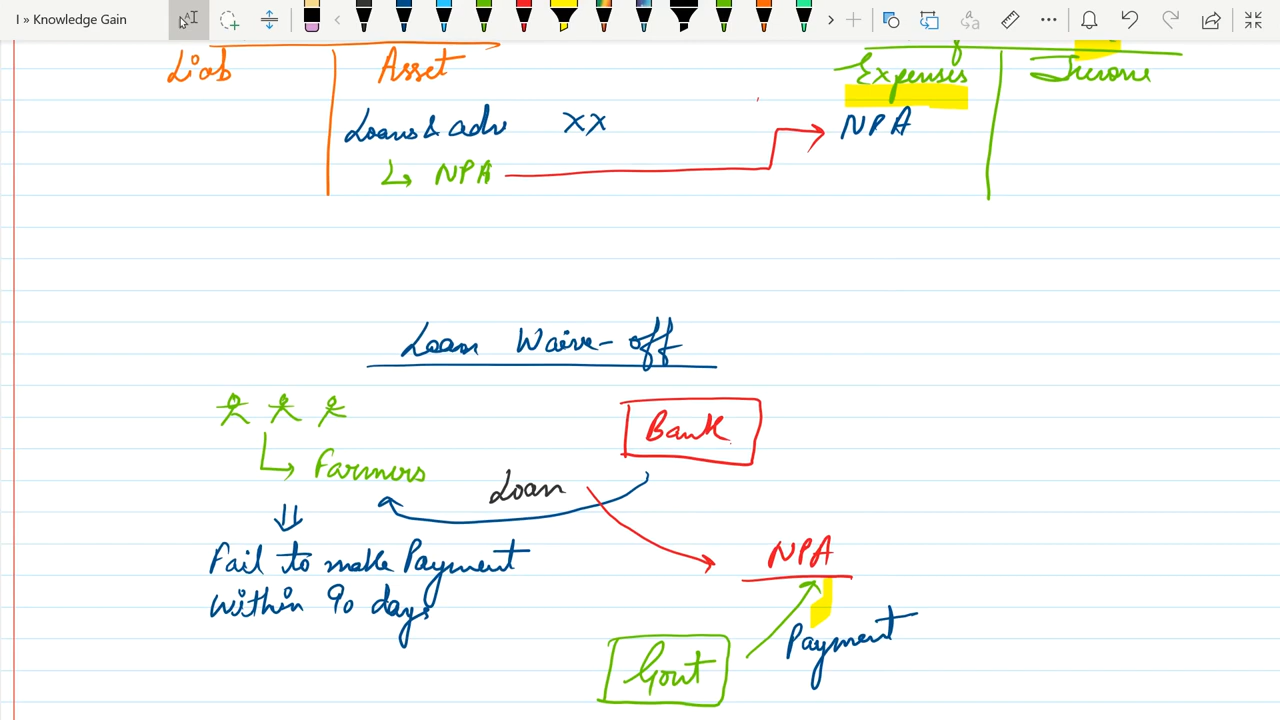 I » Knowledge Gain
Liab Asset Expenses Income
Loans & adv xx NPA
↳ NPA
Loan Waive-off
Bank
Farmers
Loan
Fail to make Payment
within 90 days
NPA
Payment
Govt